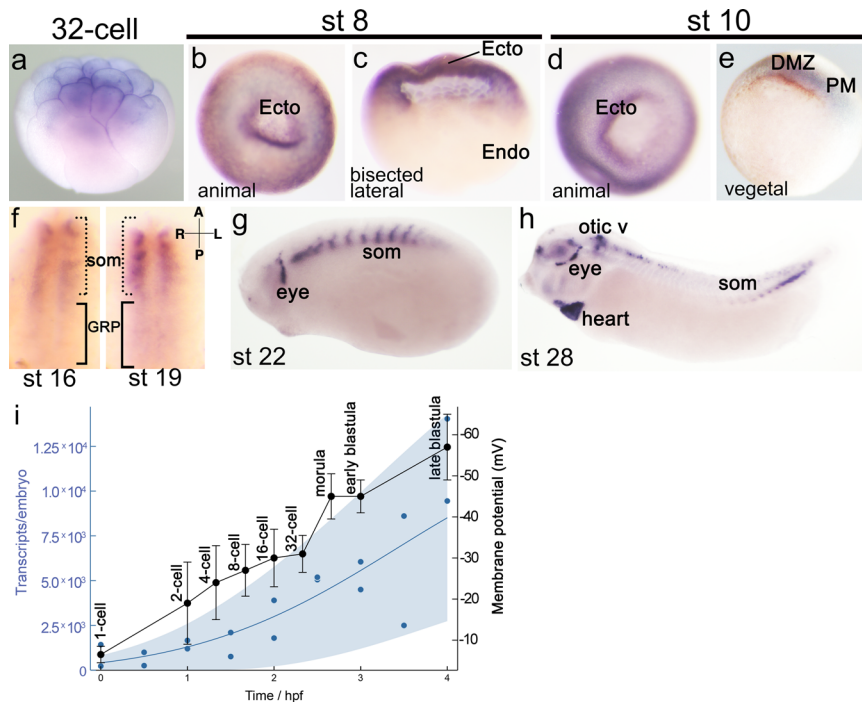 32-cell
st 8
st 10
a
b
Ecto
animal
c
Ecto
Endo
bisected
lateral
d
Ecto
animal
e
DMZ
PM
vegetal
f
som
GRP
A
R L
P
st 16
st 19
g
som
eye
st 22
h
otic v
eye
som
heart
st 28
i
Transcripts/embryo
1.25×10⁴
1.0×10⁴
7.5×10³
5.0×10³
2.5×10³
0
1-cell
2-cell
4-cell
8-cell
16-cell
32-cell
morula
early blastula
late blastula
-60
-50
-40
-30
-20
-10
Membrane potential (mV)
0 1 2 3 4
Time / hpf